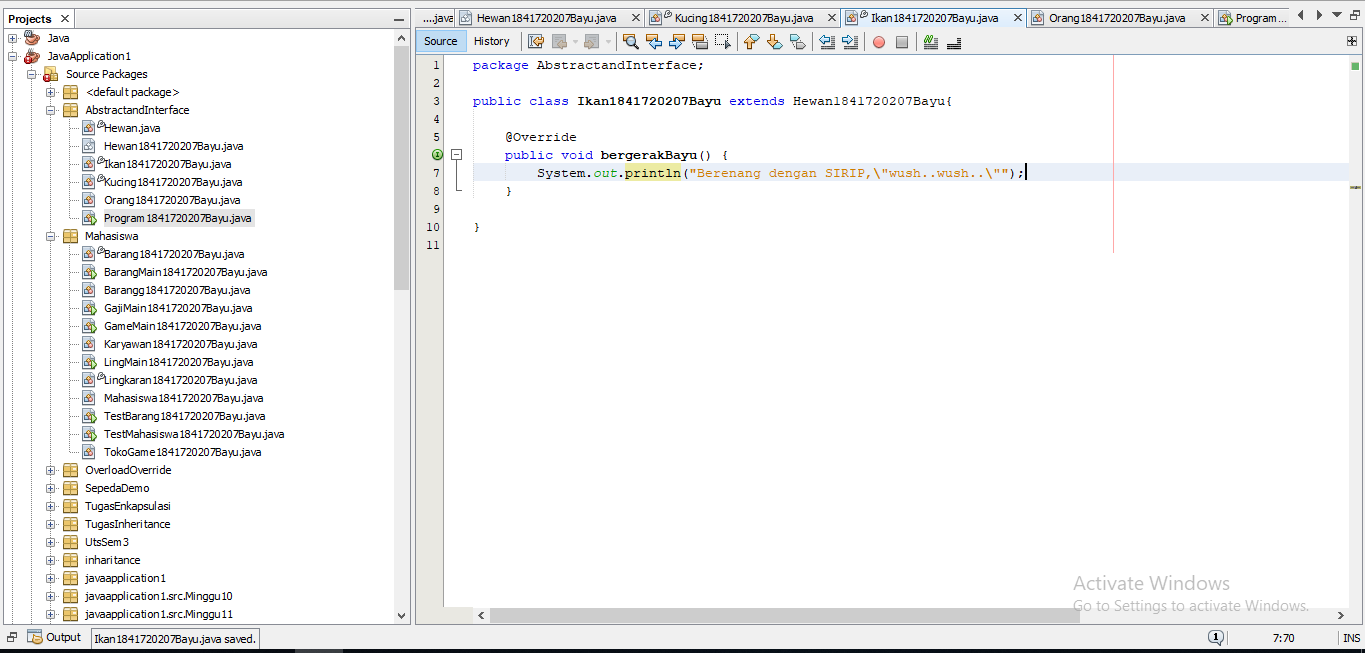 Projects
Java
JavaApplication1
Source Packages
<default package>
AbstractandInterface
Hewan.java
Hewan1841720207Bayu.java
Ikan1841720207Bayu.java
Kucing1841720207Bayu.java
Orang1841720207Bayu.java
Program1841720207Bayu.java
Mahasiswa
Barang1841720207Bayu.java
BarangMain1841720207Bayu.java
Barangg1841720207Bayu.java
GajiMain1841720207Bayu.java
GameMain1841720207Bayu.java
Karyawan1841720207Bayu.java
LingMain1841720207Bayu.java
Lingkaran1841720207Bayu.java
Mahasiswa1841720207Bayu.java
TestBarang1841720207Bayu.java
TestMahasiswa1841720207Bayu.java
TokoGame1841720207Bayu.java
OverloadOverride
SepedaDemo
TugasEnkapsulasi
TugasInheritance
UtsSem3
inharitance
javaapplication1
javaapplication1.src.Minggu10
javaapplication1.src.Minggu11
....java Hewan1841720207Bayu.java Kucing1841720207Bayu.java Ikan1841720207Bayu.java Orang1841720207Bayu.java Program...
Source History
1 package AbstractandInterface;
2
3 public class Ikan1841720207Bayu extends Hewan1841720207Bayu{
4
5 @Override
public void bergerakBayu() {
7 System.out.println("Berenang dengan SIRIP,\"wush..wush..\"");
8 }
9
10 }
11
Activate Windows
Go to Settings to activate Windows.
Output Ikan1841720207Bayu.java saved. 1 7:70 INS